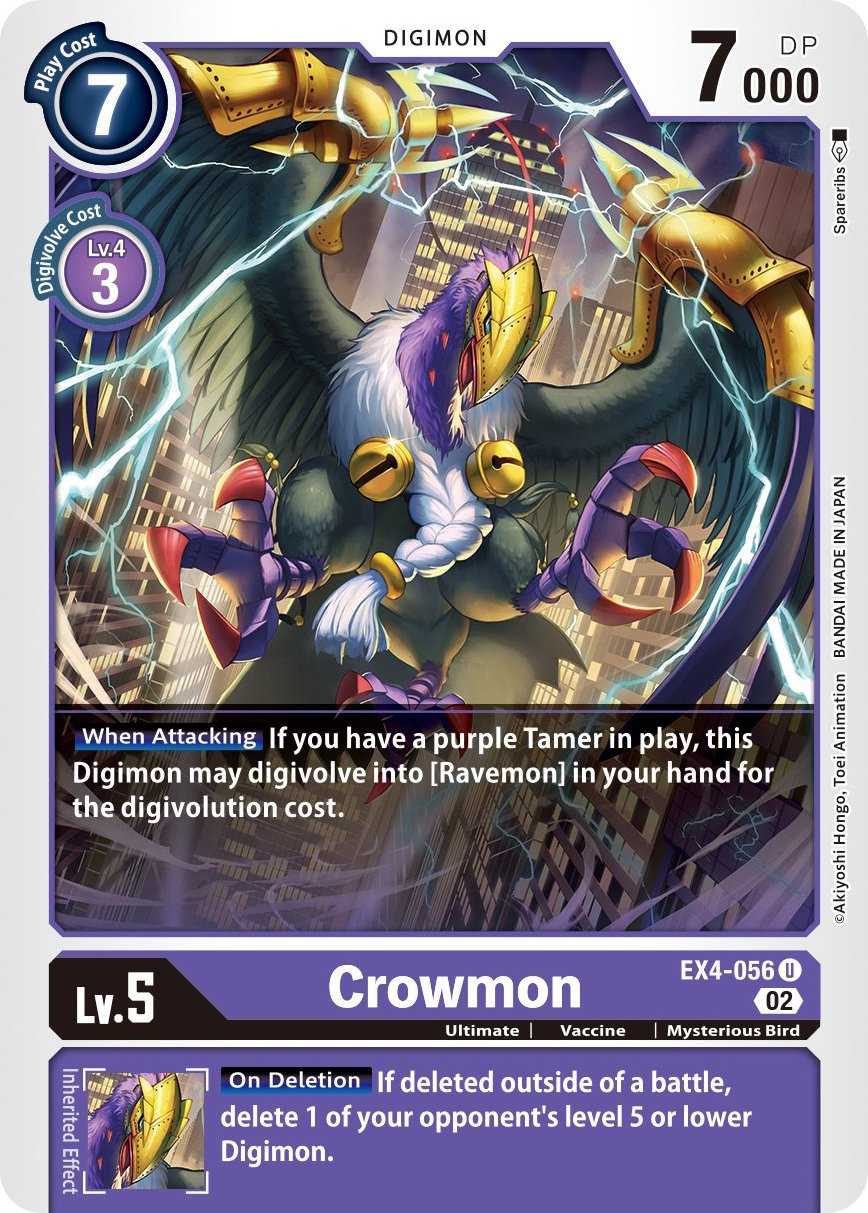 DIGIMON
Play Cost
7
7000
DP
Digivolve Cost
Lv.4
3
Spareribs
©Akiyoshi Hongo, Toei Animation BANDAI MADE IN JAPAN
When Attacking If you have a purple Tamer in play, this
Digimon may digivolve into [Ravemon] in your hand for
the digivolution cost.
Lv.5
Crowmon
EX4-056 U
02
Ultimate | Vaccine | Mysterious Bird
Inherited Effect
On Deletion If deleted outside of a battle,
delete 1 of your opponent's level 5 or lower
Digimon.